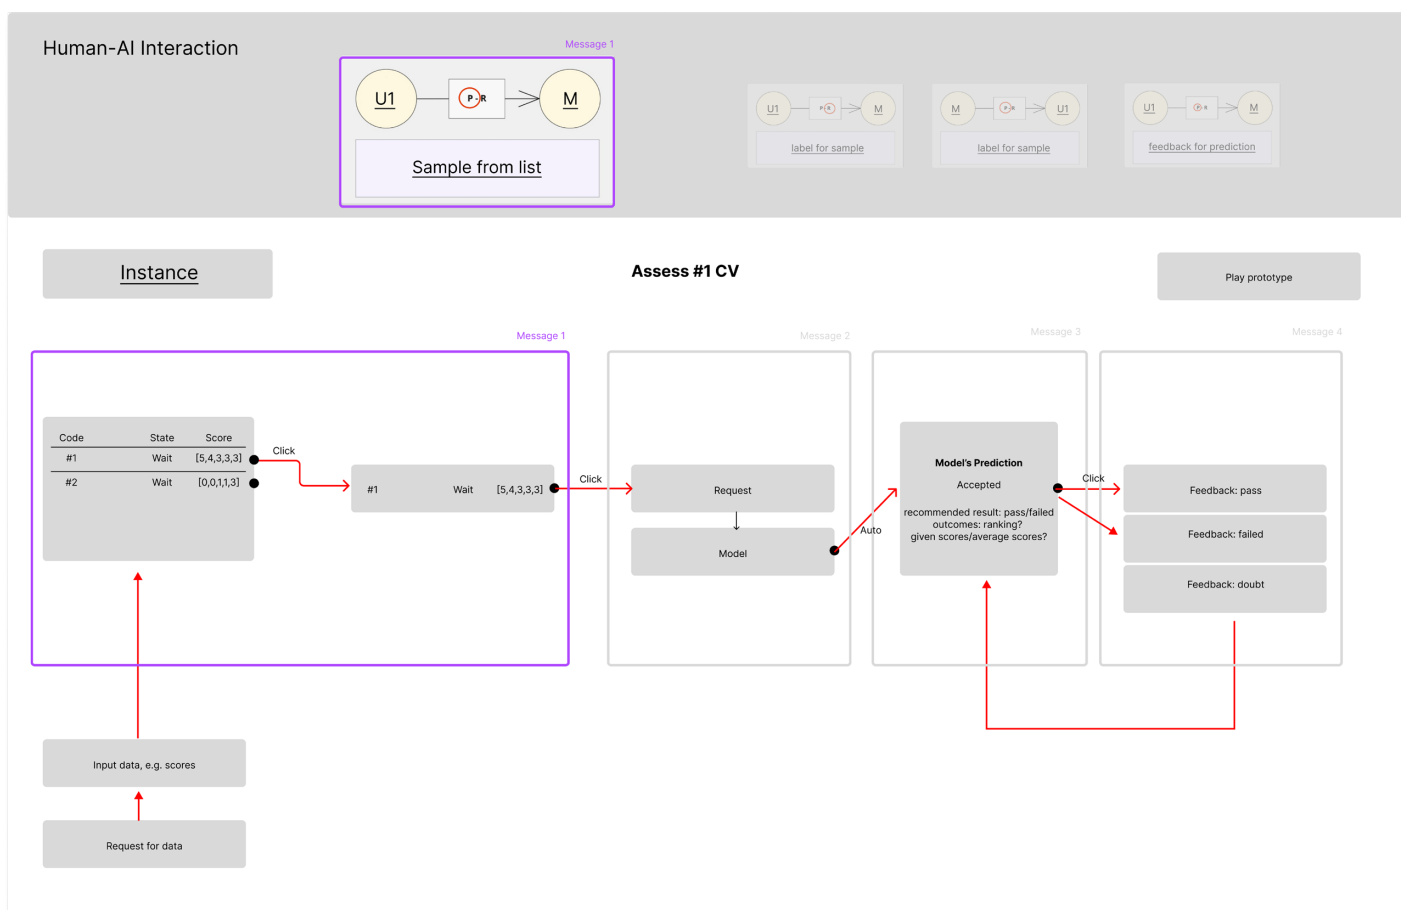 Human-AI Interaction
Message 1
U1
P - R
M
Sample from list
U1
P - R
M
label for sample
M
P - R
U1
label for sample
U1
P - R
M
feedback for prediction
Instance
Assess #1 CV
Play prototype
Message 1
Message 2
Message 3
Message 4
Code State Score
#1 Wait [5,4,3,3,3]
#2 Wait [0,0,1,1,3]
Click
#1 Wait [5,4,3,3,3]
Click
Request
Model
Auto
Model's Prediction
Accepted
recommended result: pass/failed
outcomes: ranking?
given scores/average scores?
Click
Feedback: pass
Feedback: failed
Feedback: doubt
Input data, e.g. scores
Request for data